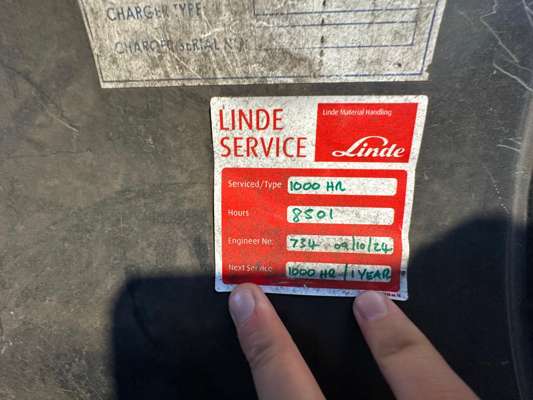 CHARGER TYPE
CHARGER SERIAL No
LINDE
SERVICE
Linde Material Handling
Linde
Serviced/Type 1000 HR
Hours 8501
Engineer No: 734 09/10/24
Next Service 1000 HR / 1 YEAR